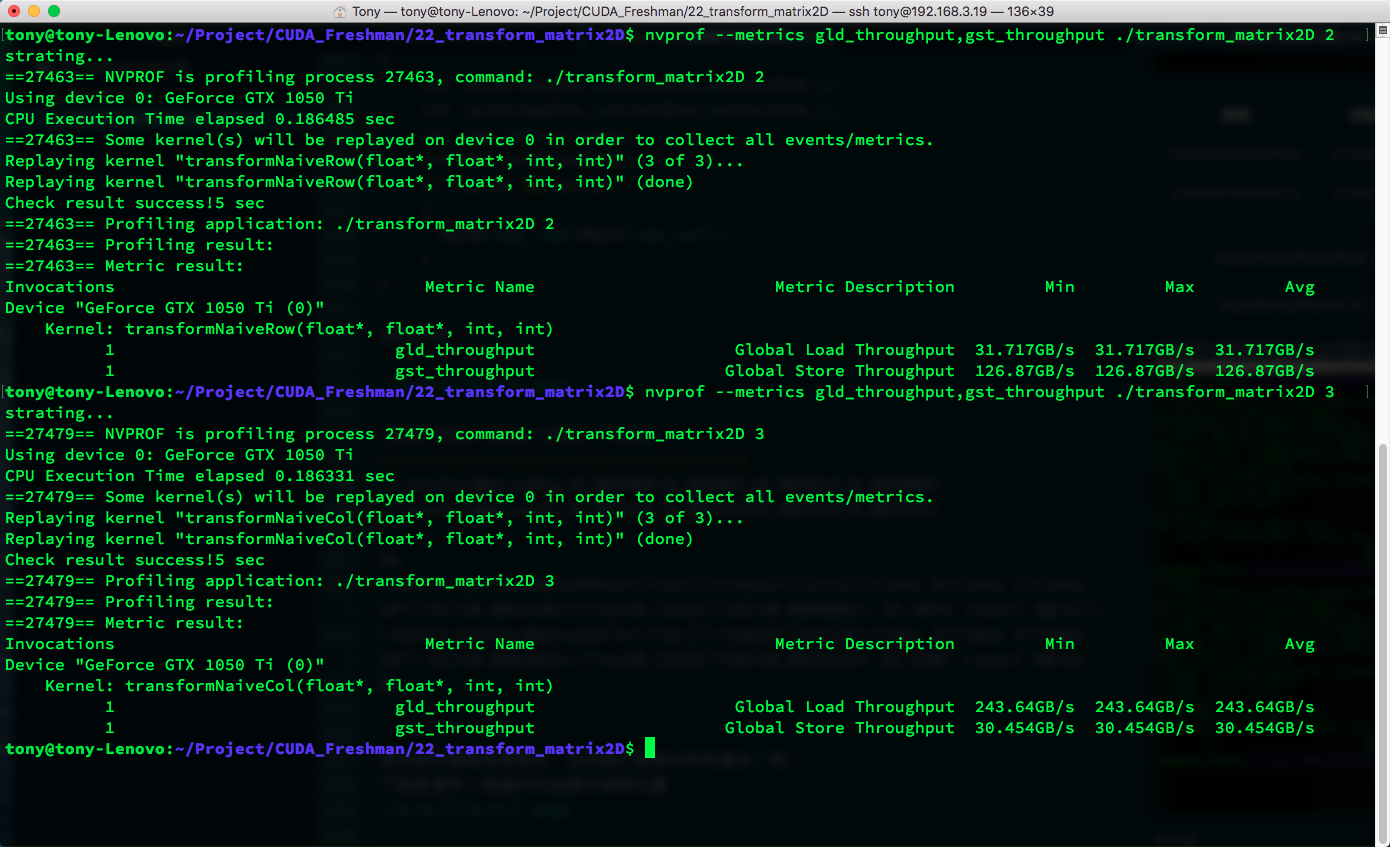 Tony — tony@tony-Lenovo: ~/Project/CUDA_Freshman/22_transform_matrix2D — ssh tony@192.168.3.19 — 136×39
[tony@tony-Lenovo:~/Project/CUDA_Freshman/22_transform_matrix2D$ nvprof --metrics gld_throughput,gst_throughput ./transform_matrix2D 2 ]
strating...
==27463== NVPROF is profiling process 27463, command: ./transform_matrix2D 2
Using device 0: GeForce GTX 1050 Ti
CPU Execution Time elapsed 0.186485 sec
==27463== Some kernel(s) will be replayed on device 0 in order to collect all events/metrics.
Replaying kernel "transformNaiveRow(float*, float*, int, int)" (3 of 3)...
Replaying kernel "transformNaiveRow(float*, float*, int, int)" (done)
Check result success!5 sec
==27463== Profiling application: ./transform_matrix2D 2
==27463== Profiling result:
==27463== Metric result:
Invocations Metric Name Metric Description Min Max Avg
Device "GeForce GTX 1050 Ti (0)"
Kernel: transformNaiveRow(float*, float*, int, int)
1 gld_throughput Global Load Throughput 31.717GB/s 31.717GB/s 31.717GB/s
1 gst_throughput Global Store Throughput 126.87GB/s 126.87GB/s 126.87GB/s
[tony@tony-Lenovo:~/Project/CUDA_Freshman/22_transform_matrix2D$ nvprof --metrics gld_throughput,gst_throughput ./transform_matrix2D 3 ]
strating...
==27479== NVPROF is profiling process 27479, command: ./transform_matrix2D 3
Using device 0: GeForce GTX 1050 Ti
CPU Execution Time elapsed 0.186331 sec
==27479== Some kernel(s) will be replayed on device 0 in order to collect all events/metrics.
Replaying kernel "transformNaiveCol(float*, float*, int, int)" (3 of 3)...
Replaying kernel "transformNaiveCol(float*, float*, int, int)" (done)
Check result success!5 sec
==27479== Profiling application: ./transform_matrix2D 3
==27479== Profiling result:
==27479== Metric result:
Invocations Metric Name Metric Description Min Max Avg
Device "GeForce GTX 1050 Ti (0)"
Kernel: transformNaiveCol(float*, float*, int, int)
1 gld_throughput Global Load Throughput 243.64GB/s 243.64GB/s 243.64GB/s
1 gst_throughput Global Store Throughput 30.454GB/s 30.454GB/s 30.454GB/s
tony@tony-Lenovo:~/Project/CUDA_Freshman/22_transform_matrix2D$